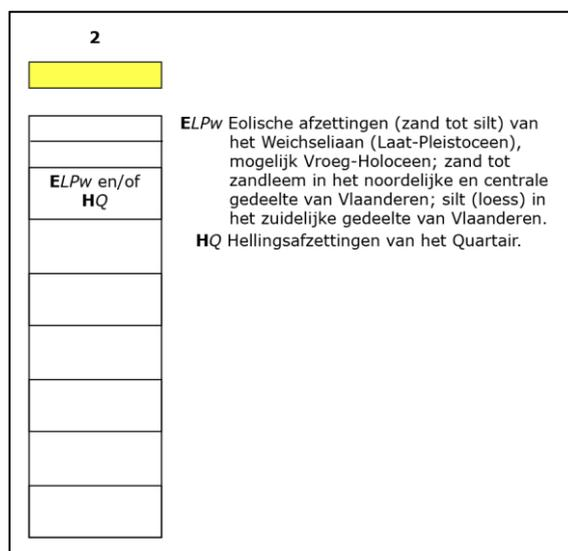 2
ELPw en/of
HQ
ELPw Eolische afzettingen (zand tot silt) van
het Weichseliaan (Laat-Pleistoceen),
mogelijk Vroeg-Holoceen; zand tot
zandleem in het noordelijke en centrale
gedeelte van Vlaanderen; silt (loess) in
het zuidelijke gedeelte van Vlaanderen.
HQ Hellingsafzettingen van het Quartair.